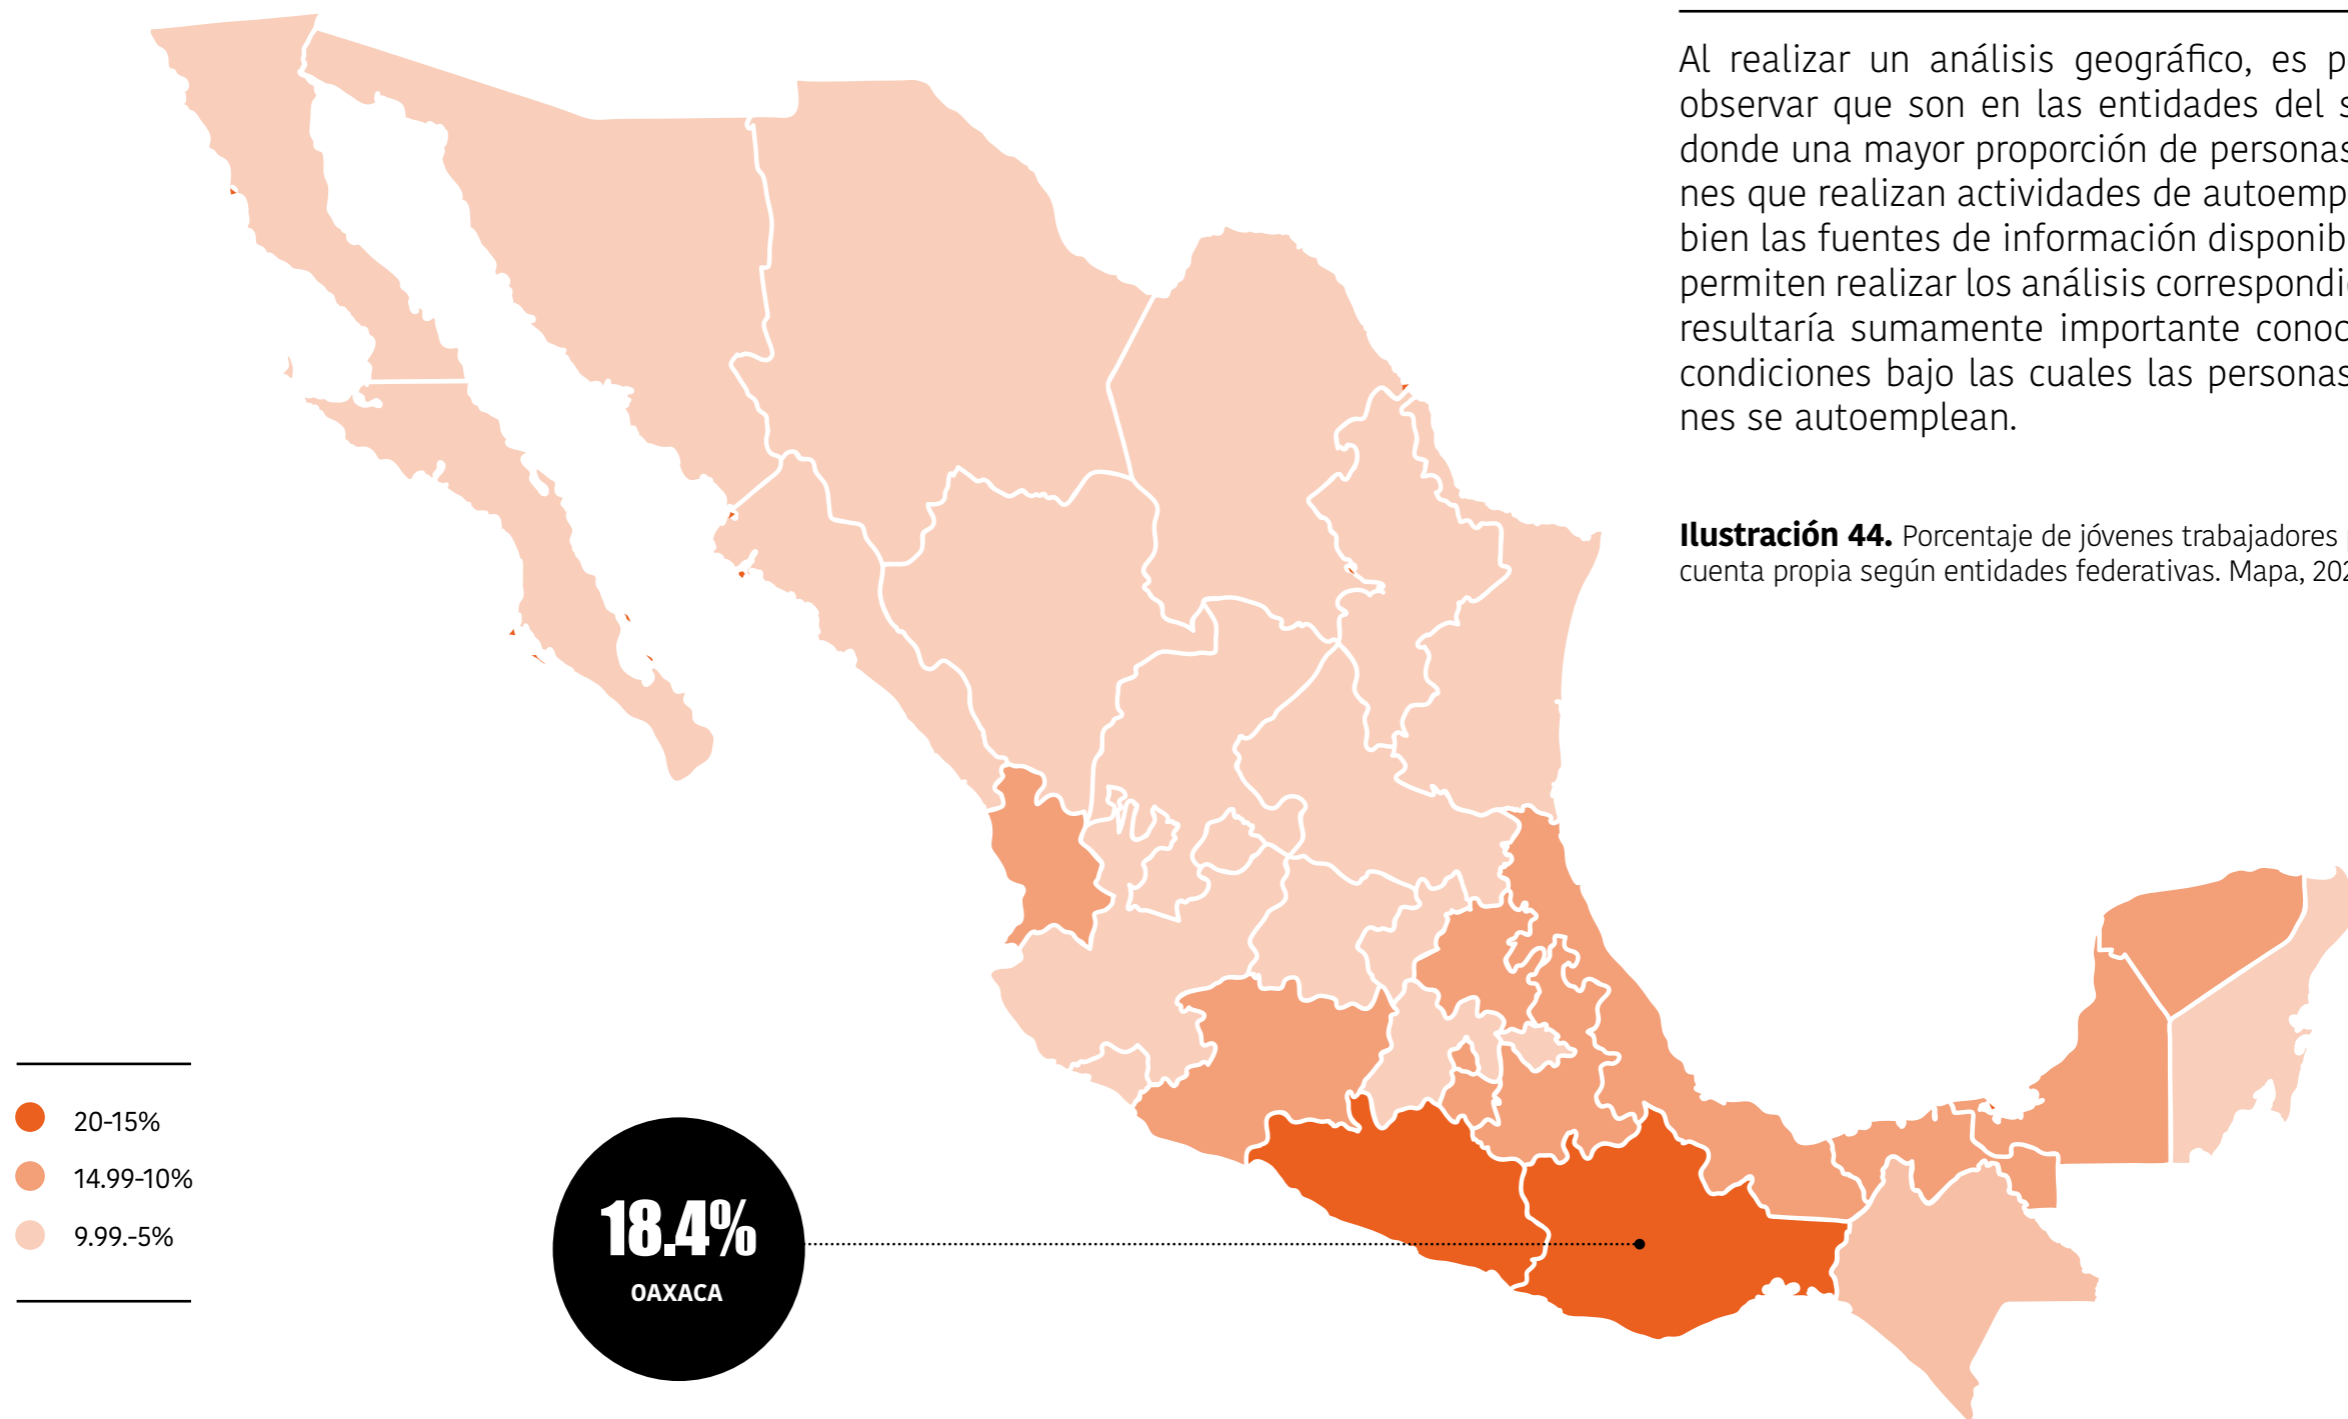 Al realizar un análisis geográfico, es p
observar que son en las entidades del s
donde una mayor proporción de personas
nes que realizan actividades de autoemp
bien las fuentes de información disponib
permiten realizar los análisis correspondi
resultaría sumamente importante conoc
condiciones bajo las cuales las personas
nes se autoemplean.
Ilustración 44. Porcentaje de jóvenes trabajadores
cuenta propia según entidades federativas. Mapa, 202
20-15%
14.99-10%
9.99.-5%
18.4%
OAXACA